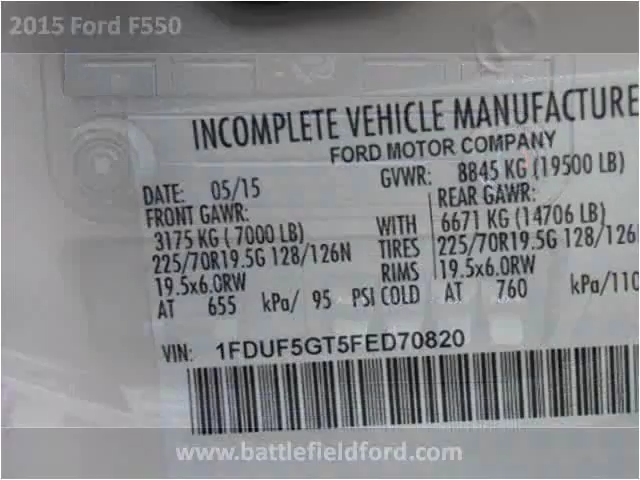 2015 Ford F550
INCOMPLETE VEHICLE MANUFACTURE
FORD MOTOR COMPANY
DATE: 05/15 GVWR: 8845 KG (19500 LB)
FRONT GAWR: REAR GAWR:
3175 KG ( 7000 LB) WITH 6671 KG (14706 LB)
225/70R19.5G 128/126N TIRES 225/70R19.5G 128/126
19.5x6.0RW RIMS 19.5x6.0RW
AT 655 kPa/ 95 PSI COLD AT 760 kPa/110
VIN: 1FDUF5GT5FED70820
www.battlefieldford.com